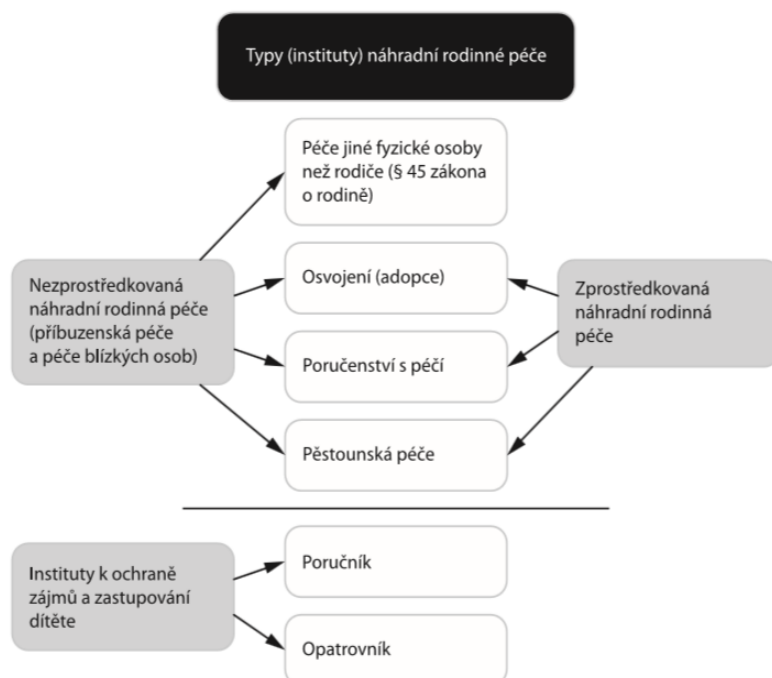 Typy (instituty) náhradní rodinné péče
Péče jiné fyzické osoby
než rodiče (§ 45 zákona
o rodině)
Nezprostředkovaná
náhradní rodinná péče
(příbuzenská péče
a péče blízkých osob)
Osvojení (adopce)
Zprostředkovaná
náhradní rodinná
péče
Poručenství s péčí
Pěstounská péče
Instituty k ochraně
zájmů a zastupování
dítěte
Poručník
Opatrovník